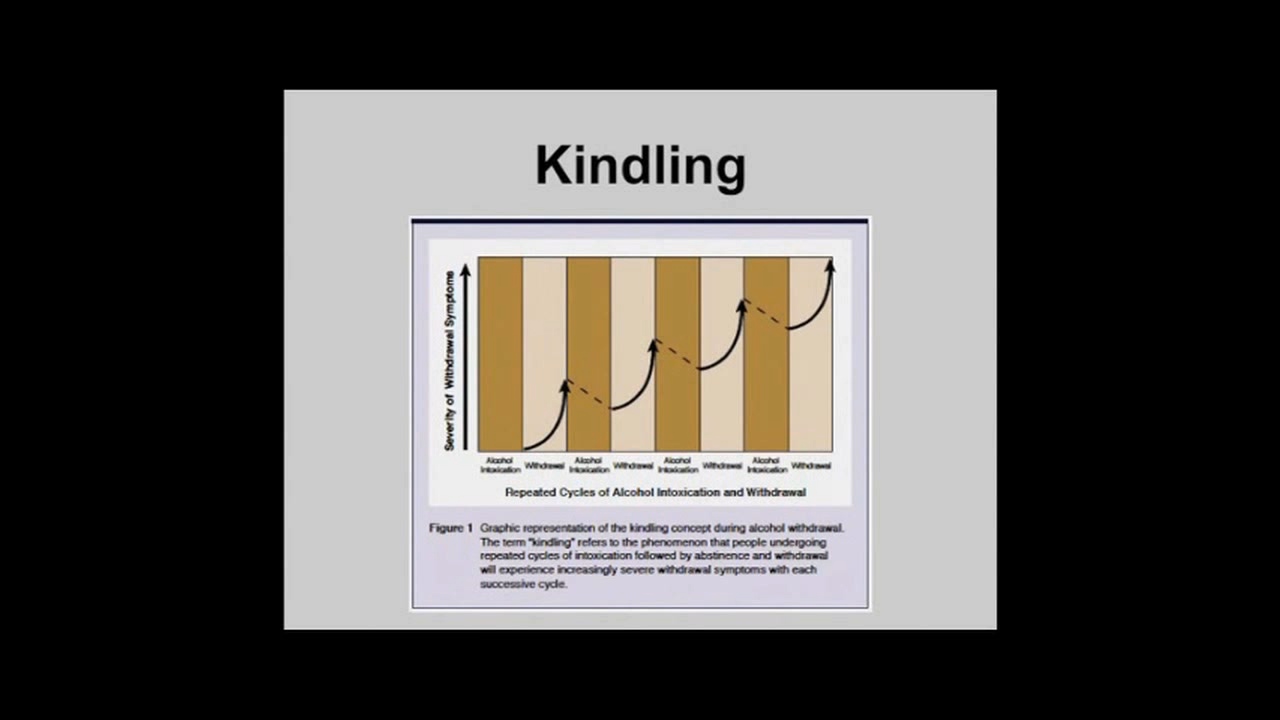 Kindling
Severity of Withdrawal Symptoms
Alcohol
Intoxication
Withdrawal
Alcohol
Intoxication
Withdrawal
Alcohol
Intoxication
Withdrawal
Alcohol
Intoxication
Withdrawal
Repeated Cycles of Alcohol Intoxication and Withdrawal
Figure 1 Graphic representation of the kindling concept during alcohol withdrawal.
The term "kindling" refers to the phenomenon that people undergoing
repeated cycles of intoxication followed by abstinence and withdrawal
will experience increasingly severe withdrawal symptoms with each
successive cycle.